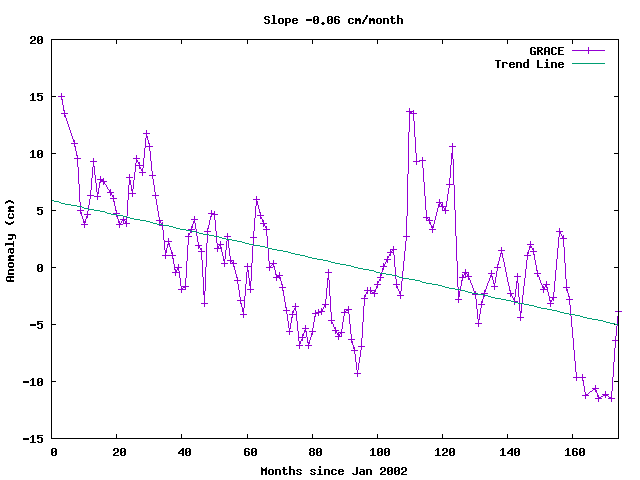 Slope -0.06 cm/month
GRACE
Trend Line
20
15
10
5
0
-5
-10
-15
Anomaly (cm)
0 20 40 60 80 100 120 140 160
Months since Jan 2002